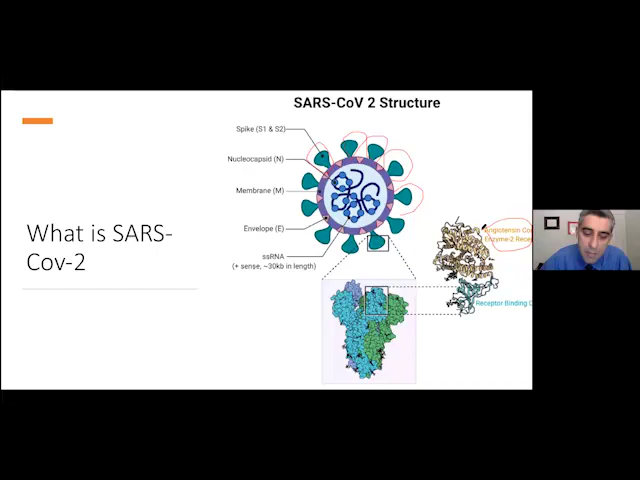 SARS-CoV 2 Structure
Spike (S1 & S2)
Nucleocapsid (N)
Membrane (M)
Envelope (E)
ssRNA
(+ sense, ~30kb in length)
What is SARS-
Cov-2
Angiotensin Co
Enzyme-2 Rece
Receptor Binding D